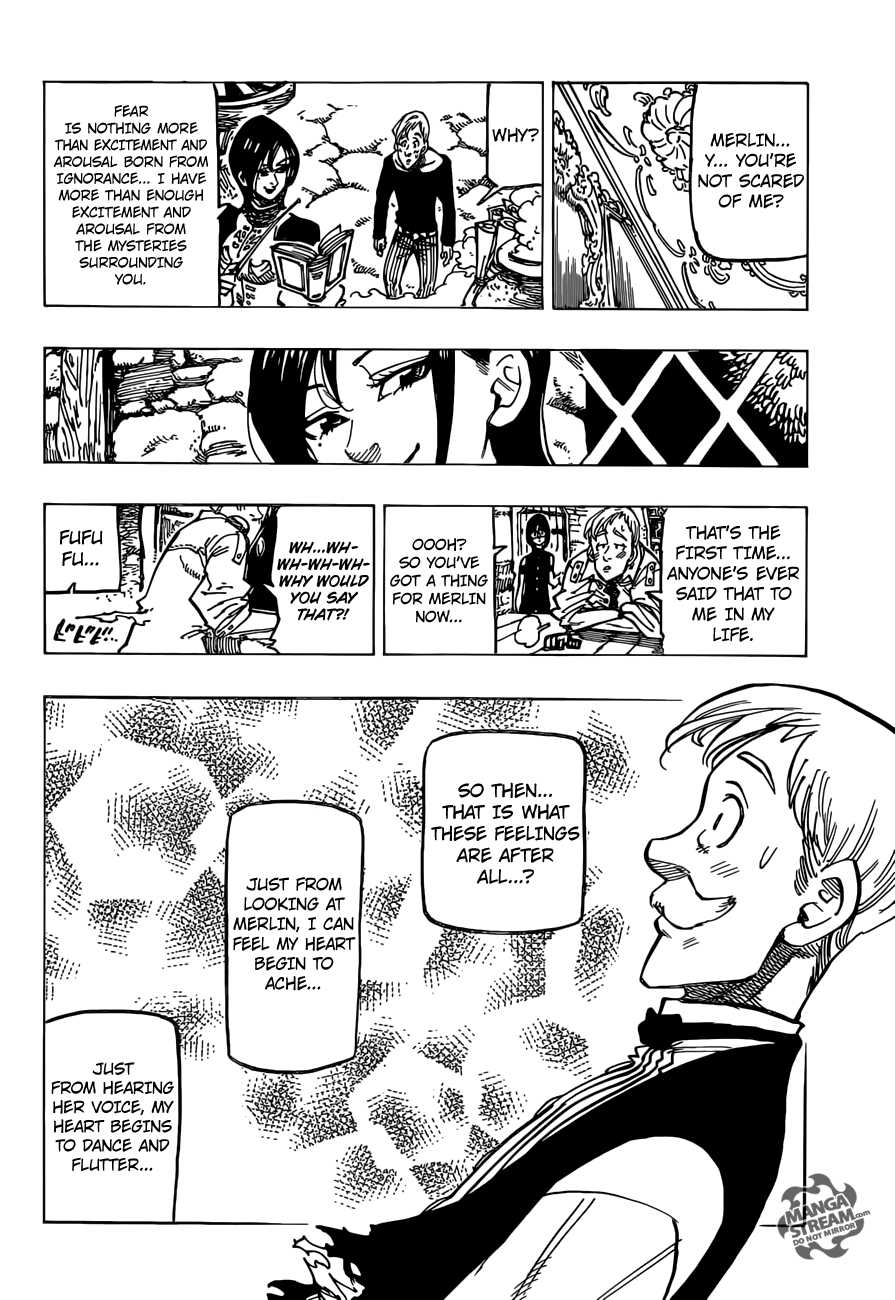 MERLIN...
Y... YOU'RE
NOT SCARED
OF ME?
WHY?
FEAR
IS NOTHING MORE
THAN EXCITEMENT AND
AROUSAL BORN FROM
IGNORANCE... I HAVE
MORE THAN ENOUGH
EXCITEMENT AND
AROUSAL FROM
THE MYSTERIES
SURROUNDING
YOU.
THAT'S THE
FIRST TIME...
ANYONE'S EVER
SAID THAT TO
ME IN MY
LIFE.
OOOH?
SO YOU'VE
GOT A THING
FOR MERLIN
NOW...
WH...WH-
WH-WH-WH-
WHY WOULD
YOU SAY
THAT?!
FUFU
FU...
ビビビ...
SO THEN...
THAT IS WHAT
THESE FEELINGS
ARE AFTER
ALL...?
JUST FROM
LOOKING AT
MERLIN, I CAN
FEEL MY HEART
BEGIN TO
ACHE...
JUST
FROM HEARING
HER VOICE, MY
HEART BEGINS
TO DANCE AND
FLUTTER...
MANGA
STREAM.com
DO NOT MIRROR